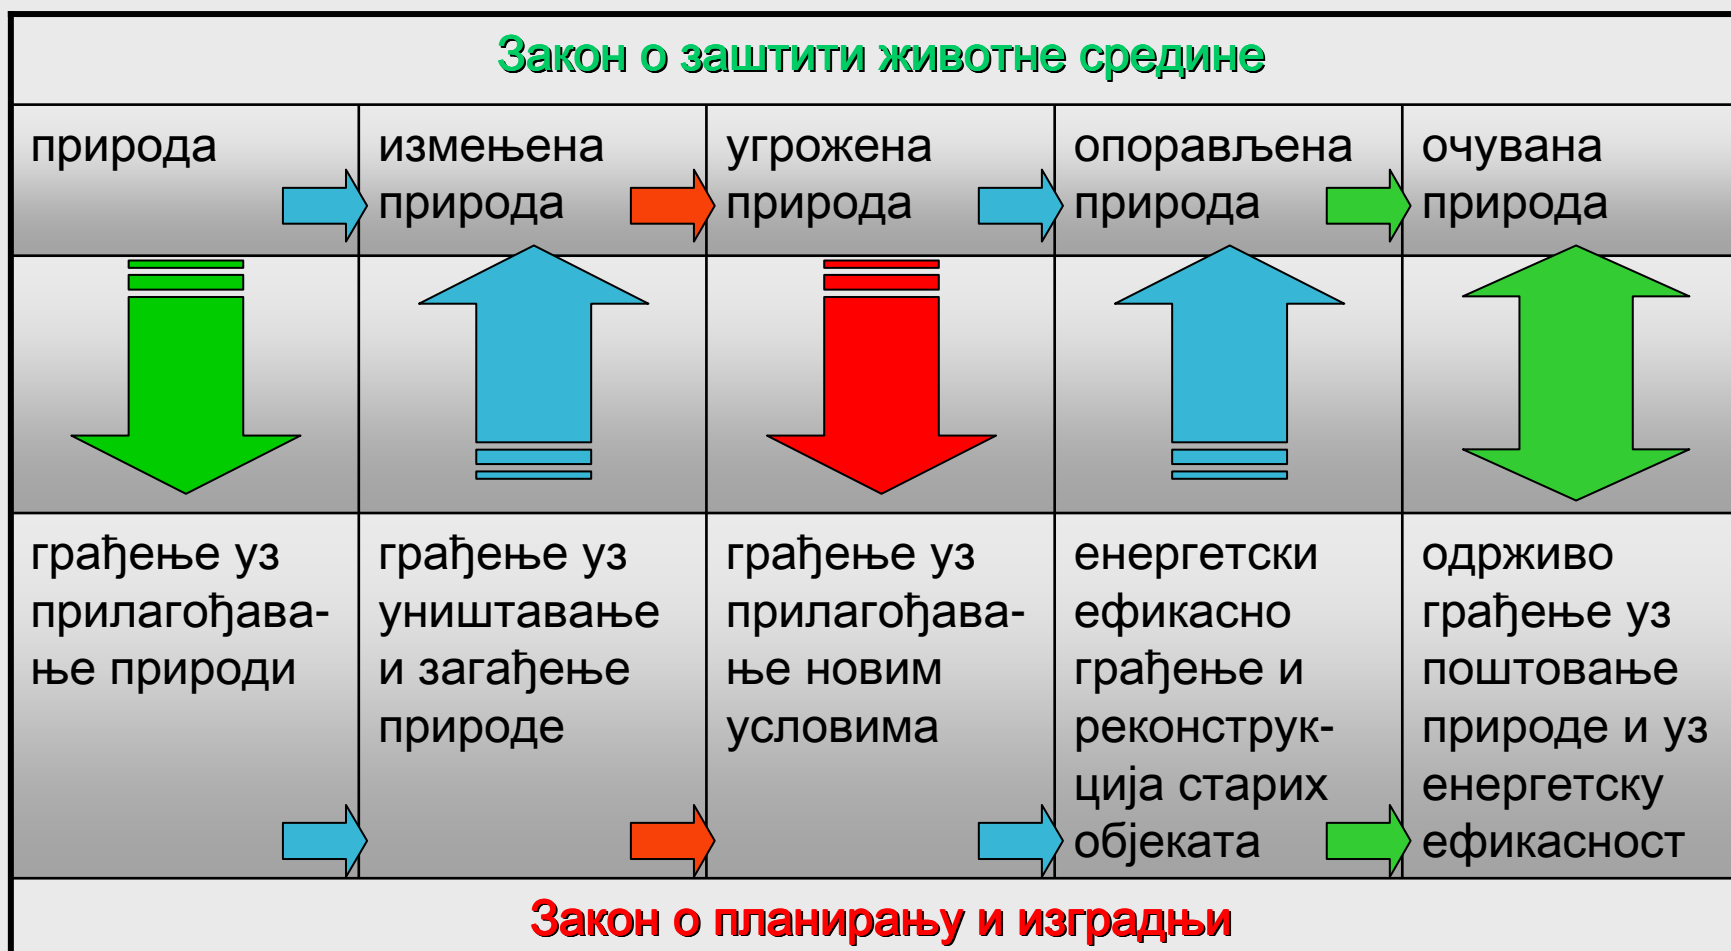 Закон о заштити животне средине
природа
измењена
природа
угрожена
природа
опорављена
природа
очувана
природа
грађење уз
прилагођава-
ње природи
грађење уз
уништавање
и загађење
природе
грађење уз
прилагођава-
ње новим
условима
енергетски
ефикасно
грађење и
реконструк-
ција старих
објеката
одрживо
грађење уз
поштовање
природе и уз
енергетску
ефикасност
Закон о планирању и изградњи